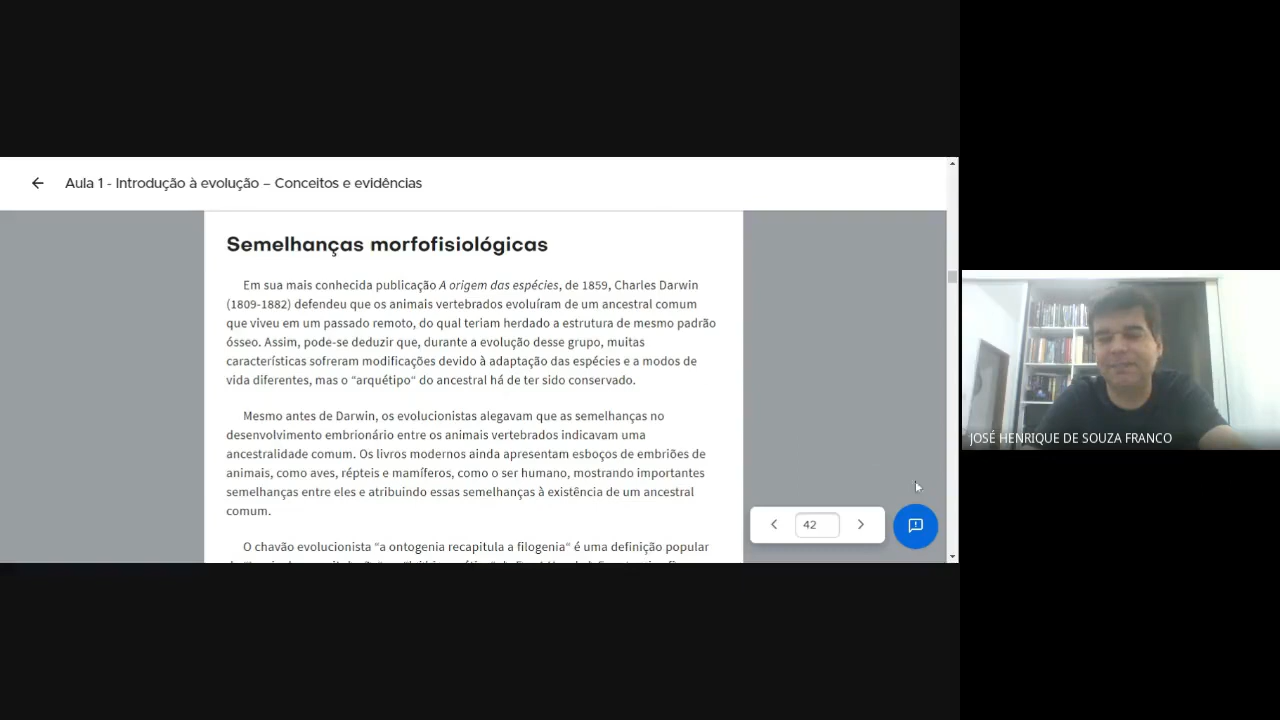 Aula 1 - Introdução à evolução – Conceitos e evidências
Semelhanças morfofisiológicas
Em sua mais conhecida publicação A origem das espécies, de 1859, Charles Darwin
(1809-1882) defendeu que os animais vertebrados evoluíram de um ancestral comum
que viveu em um passado remoto, do qual teriam herdado a estrutura de mesmo padrão
ósseo. Assim, pode-se deduzir que, durante a evolução desse grupo, muitas
características sofreram modificações devido à adaptação das espécies e a modos de
vida diferentes, mas o “arquétipo“ do ancestral há de ter sido conservado.
Mesmo antes de Darwin, os evolucionistas alegavam que as semelhanças no
desenvolvimento embrionário entre os animais vertebrados indicavam uma
ancestralidade comum. Os livros modernos ainda apresentam esboços de embriões de
animais, como aves, répteis e mamíferos, como o ser humano, mostrando importantes
semelhanças entre eles e atribuindo essas semelhanças à existência de um ancestral
comum.
O chavão evolucionista “a ontogenia recapitula a filogenia“ é uma definição popular
42
JOSÉ HENRIQUE DE SOUZA FRANCO